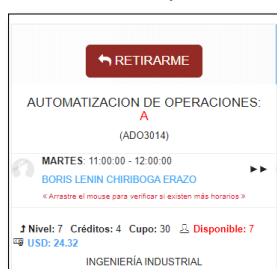 RETIRARME
AUTOMATIZACION DE OPERACIONES:
A
(ADO3014)
MARTES: 11:00:00 - 12:00:00
BORIS LENIN CHIRIBOGA ERAZO
« Arrastre el mouse para verificar si existen más horarios »
Nivel: 7 Créditos: 4 Cupo: 30 Disponible: 7
USD: 24.32
INGENIERÍA INDUSTRIAL